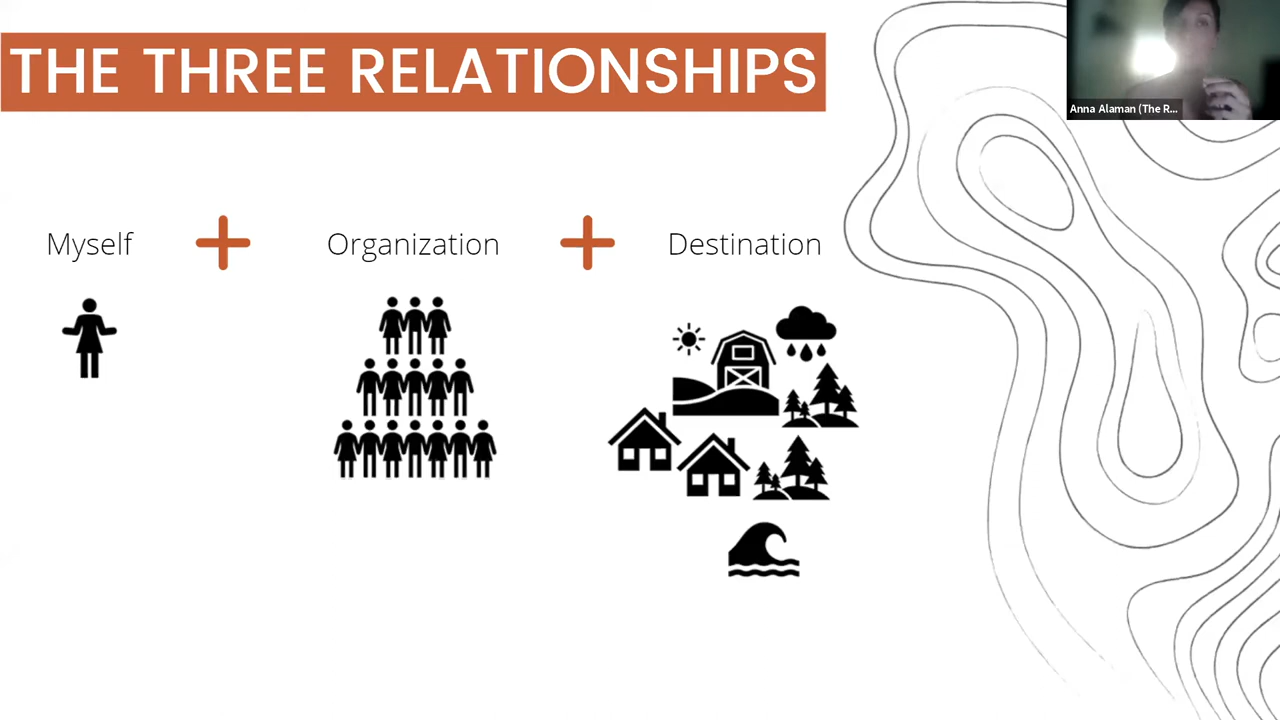 THE THREE RELATIONSHIPS
Anna Alaman (The R...
Myself + Organization + Destination